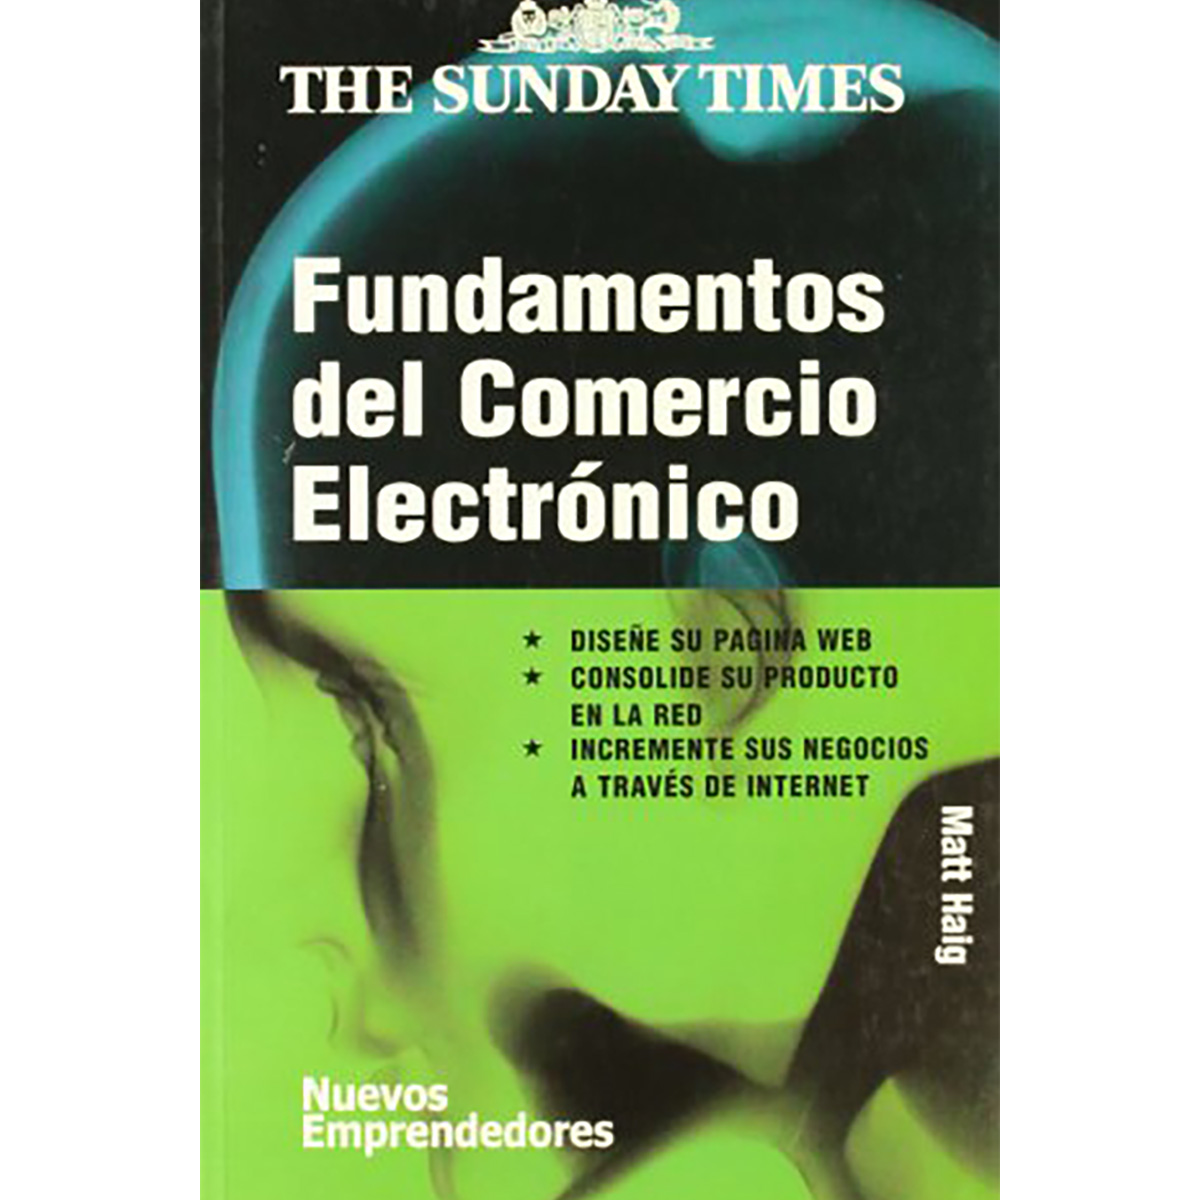 THE SUNDAY TIMES
Fundamentos
del Comercio
Electrónico
★ DISEÑE SU PAGINA WEB
★ CONSOLIDE SU PRODUCTO
EN LA RED
★ INCREMENTE SUS NEGOCIOS
A TRAVÉS DE INTERNET
Matt Haig
Nuevos
Emprendedores